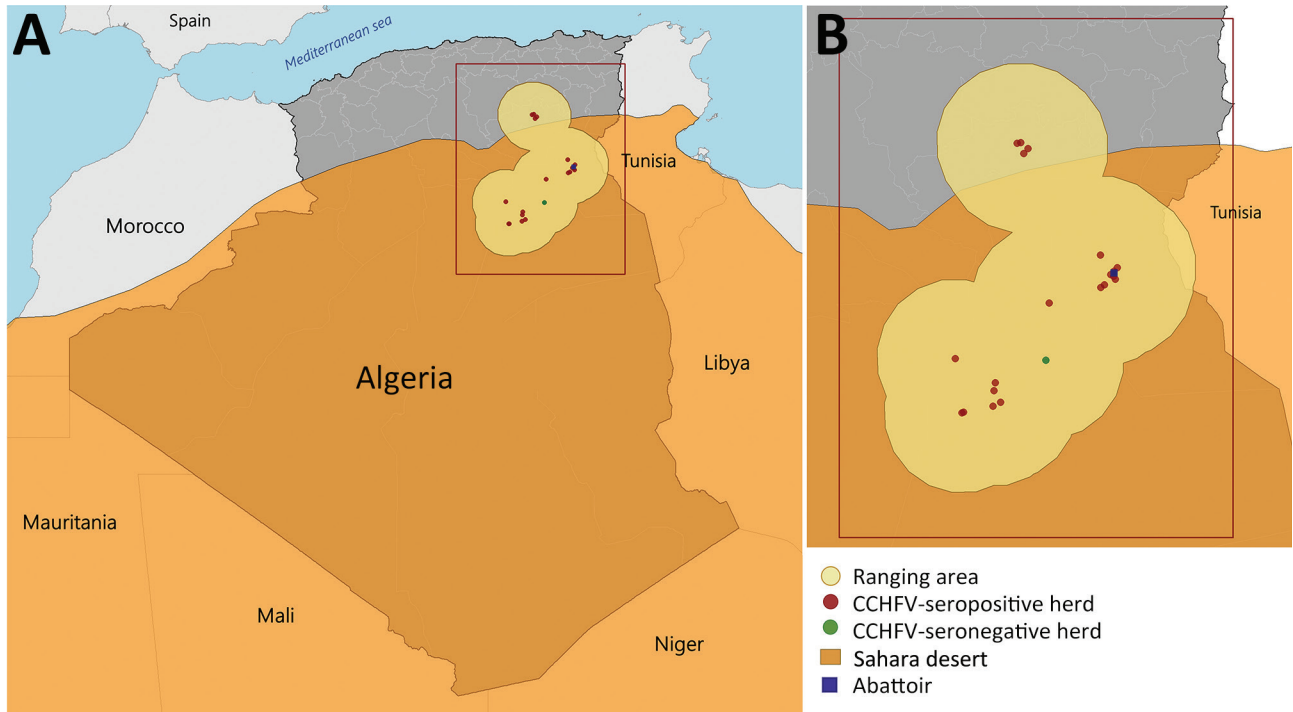 A
Spain
Mediterranean sea
Tunisia
Morocco
Algeria
Libya
Mauritania
Mali
Niger
B
Tunisia
Ranging area
CCHFV-seropositive herd
CCHFV-seronegative herd
Sahara desert
Abattoir